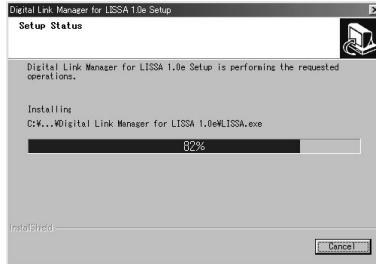 Digital Link Manager for LISSA 1.0e Setup
Setup Status
Digital Link Manager for LISSA 1.0e Setup is performing the requested
operations.
Installing
C:¥...¥Digital Link Manager for LISSA 1.0e¥LISSA.exe
82%
InstallShield
Cancel